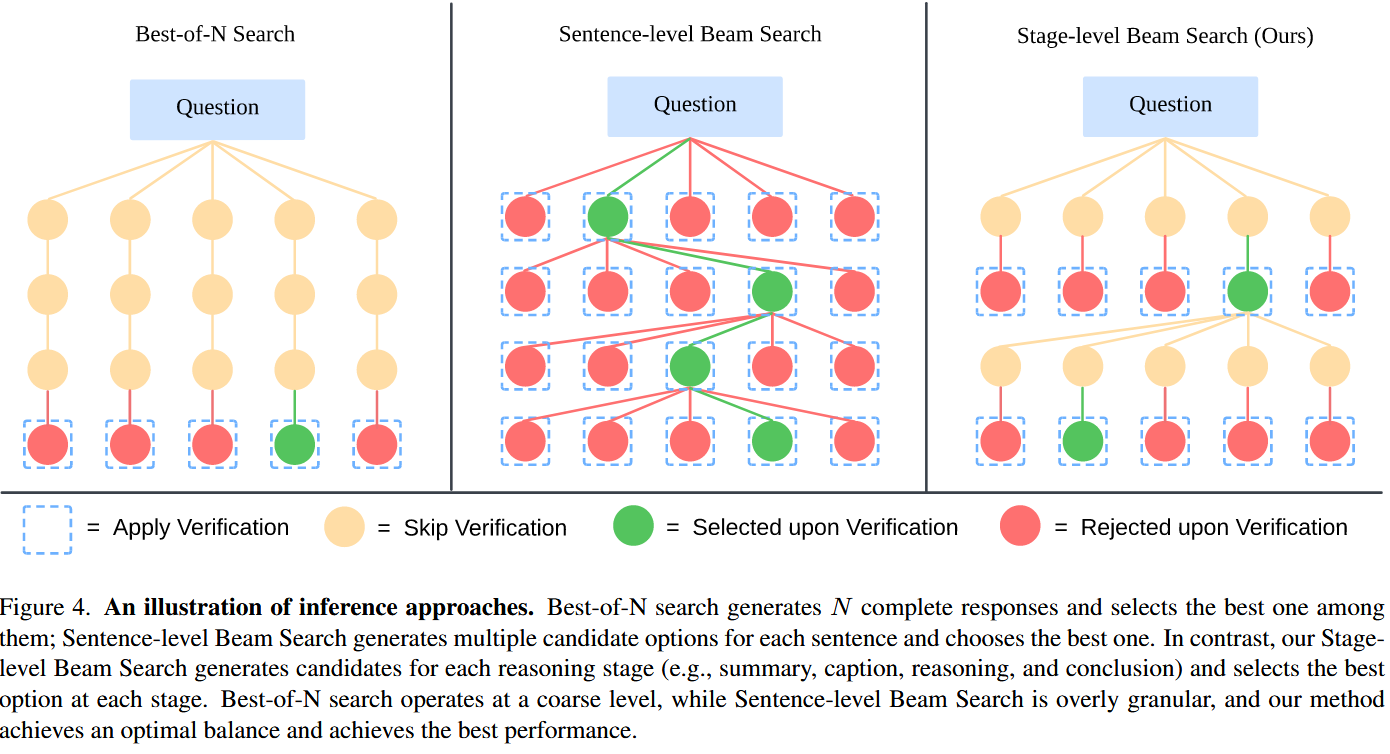 Best-of-N Search
Sentence-level Beam Search
Stage-level Beam Search (Ours)
Question
Question
Question
= Apply Verification
= Skip Verification
= Selected upon Verification
= Rejected upon Verification
Figure 4. An illustration of inference approaches. Best-of-N search generates N complete responses and selects the best one among
them; Sentence-level Beam Search generates multiple candidate options for each sentence and chooses the best one. In contrast, our Stage-
level Beam Search generates candidates for each reasoning stage (e.g., summary, caption, reasoning, and conclusion) and selects the best
option at each stage. Best-of-N search operates at a coarse level, while Sentence-level Beam Search is overly granular, and our method
achieves an optimal balance and achieves the best performance.